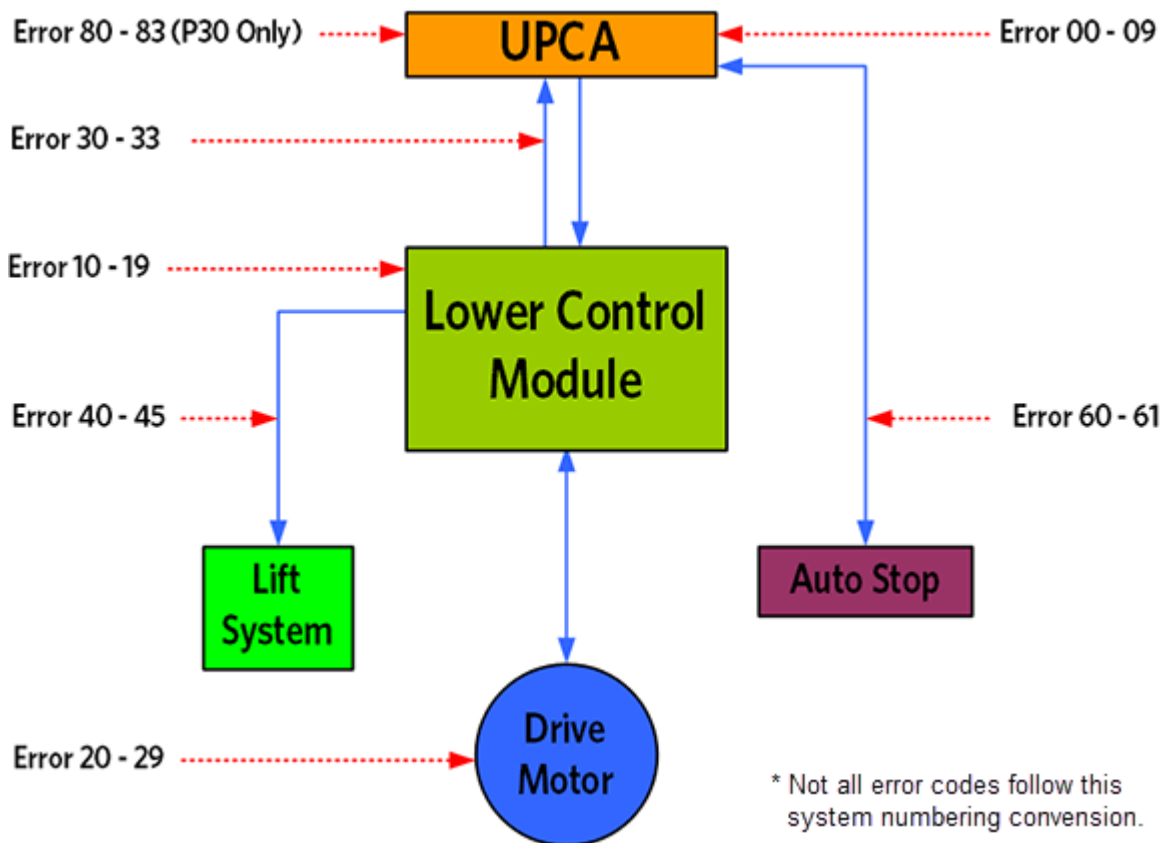 Error 80 - 83 (P30 Only)
UPCA
Error 00 - 09
Error 30 - 33
Error 10 - 19
Lower Control
Module
Error 40 - 45
Error 60 - 61
Lift
System
Auto Stop
Drive
Motor
Error 20 - 29
* Not all error codes follow this
system numbering convension.